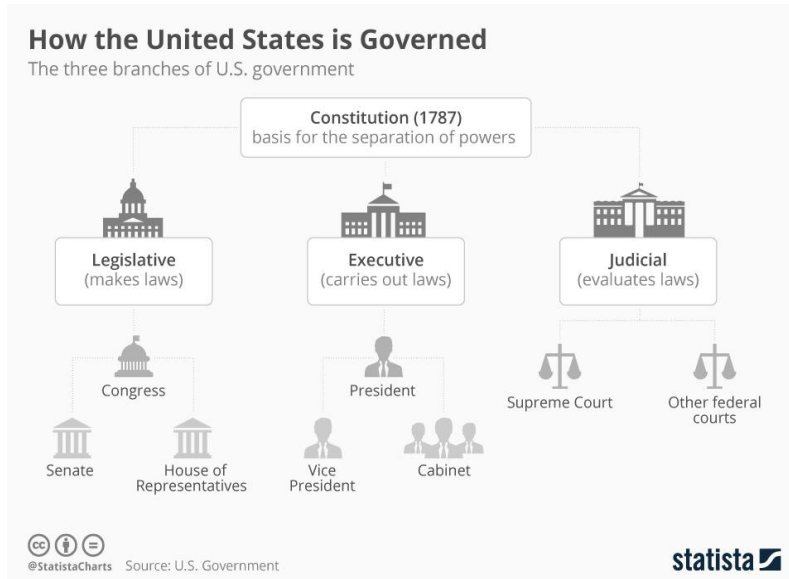 How the United States is Governed
The three branches of U.S. government
Constitution (1787)
basis for the separation of powers
Legislative
(makes laws)
Executive
(carries out laws)
Judicial
(evaluates laws)
Congress
President
Supreme Court
Other federal
courts
Senate
House of
Representatives
Vice
President
Cabinet
cc
@StatistaCharts Source: U.S. Government
statista